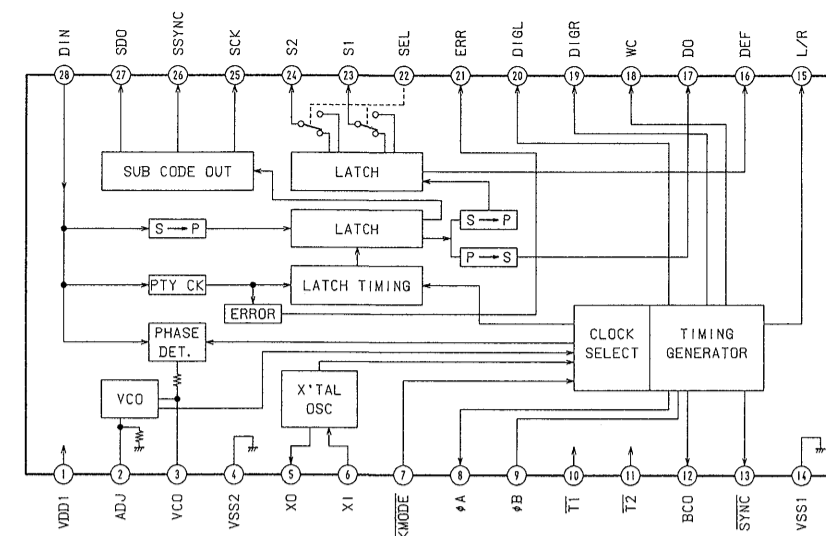 DIN SDO SSYNC SCK S2 S1 SEL ERR DIGL DIGR WC DO DEF L/R
28 27 26 25 24 23 22 21 20 19 18 17 16 15
SUB CODE OUT
LATCH
S → P
LATCH
S → P
P → S
PTY CK
LATCH TIMING
ERROR
PHASE
DET.
CLOCK
SELECT
TIMING
GENERATOR
VCO
X'TAL
OSC
1 2 3 4 5 6 7 8 9 10 11 12 13 14
VDD1 ADJ VCO VSS2 XO XI XMODE φA φB T1 T2 BCO SYNC VSS1